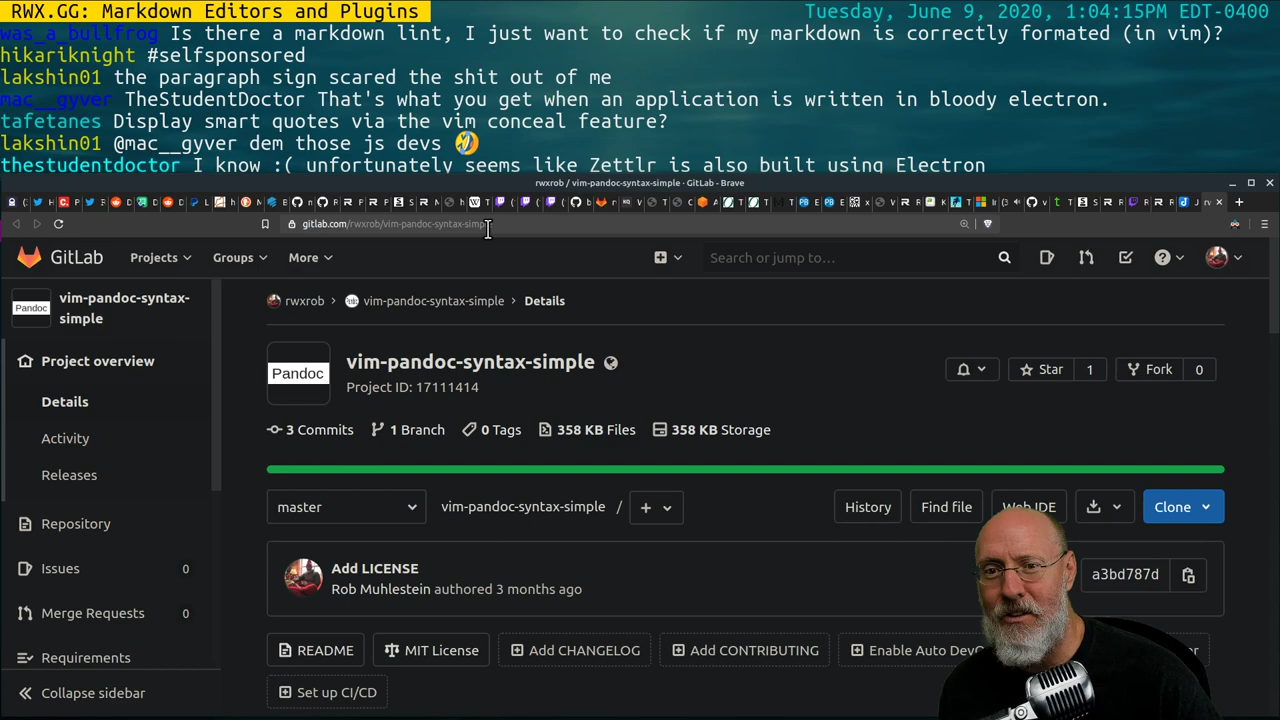 RWX.GG: Markdown Editors and Plugins
Tuesday, June 9, 2020, 1:04:15PM EDT-0400
was_a_bullfrog Is there a markdown lint, I just want to check if my markdown is correctly formated (in vim)?
hikariknight #selfsponsored
lakshin01 the paragraph sign scared the shit out of me
mac__gyver TheStudentDoctor That's what you get when an application is written in bloody electron.
tafetanes Display smart quotes via the vim conceal feature?
lakshin01 @mac__gyver dem those js devs 🤣
thestudentdoctor I know :( unfortunately seems like Zettlr is also built using Electron
rwxrob / vim-pandoc-syntax-simple · GitLab - Brave
gitlab.com/rwxrob/vim-pandoc-syntax-simp
GitLab
Projects
Groups
More
Search or jump to…
vim-pandoc-syntax-
simple
Pandoc
rwxrob > vim-pandoc-syntax-simple > Details
Project overview
Details
Activity
Releases
Repository
Issues 0
Merge Requests 0
Requirements
Collapse sidebar
Pandoc
vim-pandoc-syntax-simple
Project ID: 17111414
Star 1
Fork 0
3 Commits 1 Branch 0 Tags 358 KB Files 358 KB Storage
master
vim-pandoc-syntax-simple / +
History
Find file
Web IDE
Clone
Add LICENSE
Rob Muhlestein authored 3 months ago
a3bd787d
README
MIT License
Add CHANGELOG
Add CONTRIBUTING
Enable Auto DevO
Set up CI/CD